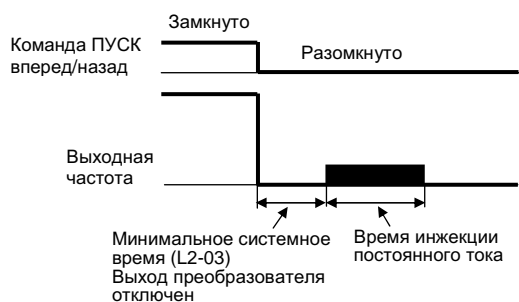 Замкнуто
Команда ПУСК
вперед/назад
Разомкнуто
Выходная
частота
Минимальное системное
время (L2-03)
Выход преобразователя
отключен
Время инжекции
постоянного тока